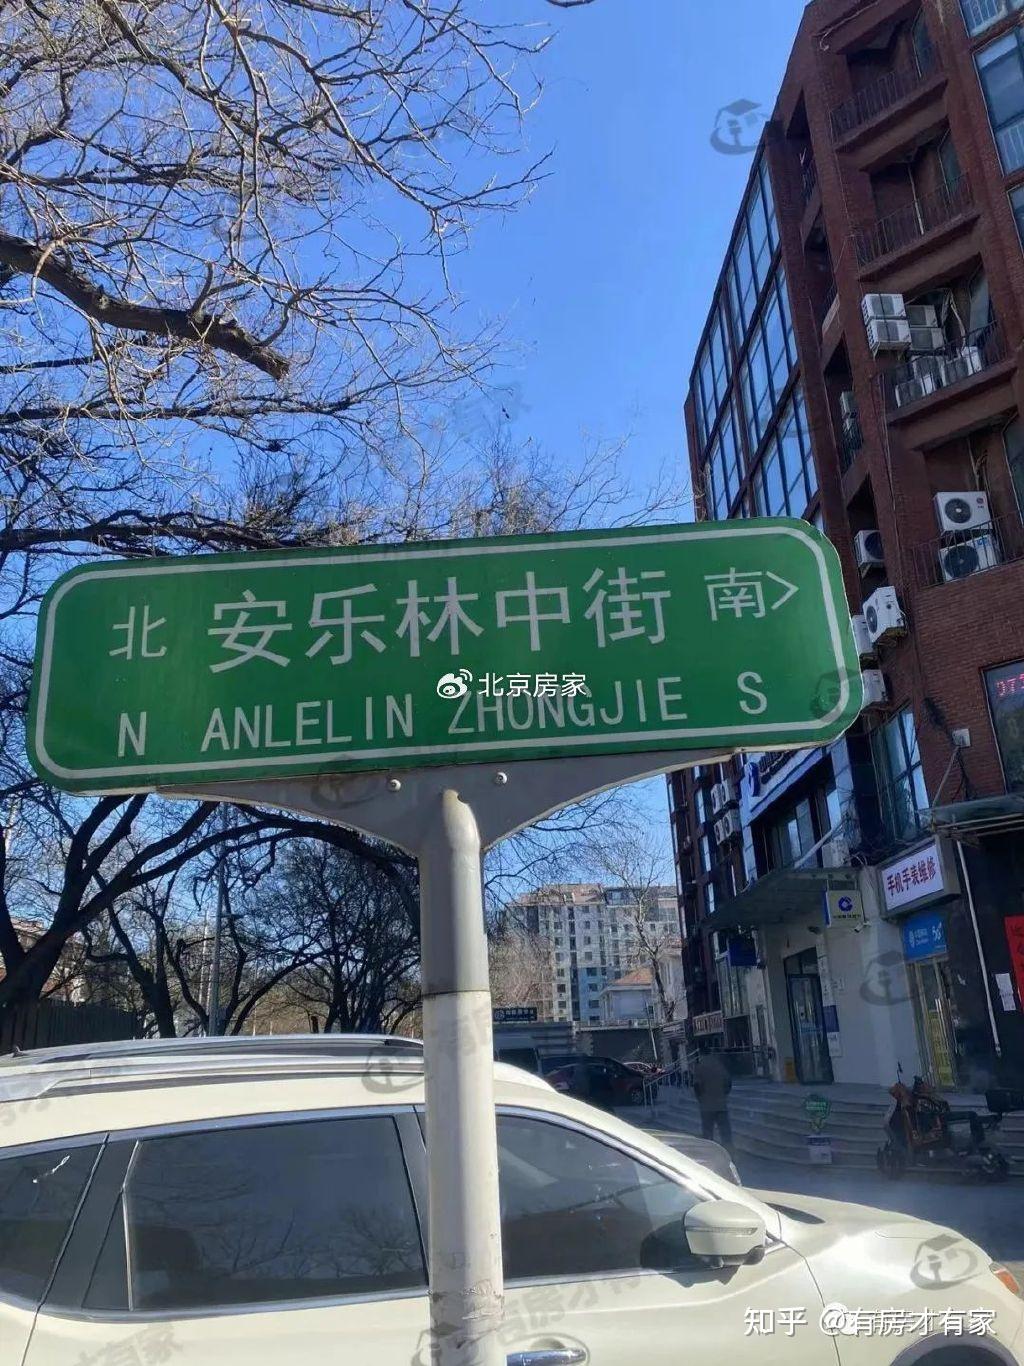 北 安乐林中街 南>
N ANLELIN ZHONGJIE S
北京房家
手机手表维修
5G
知乎 @有房才有家